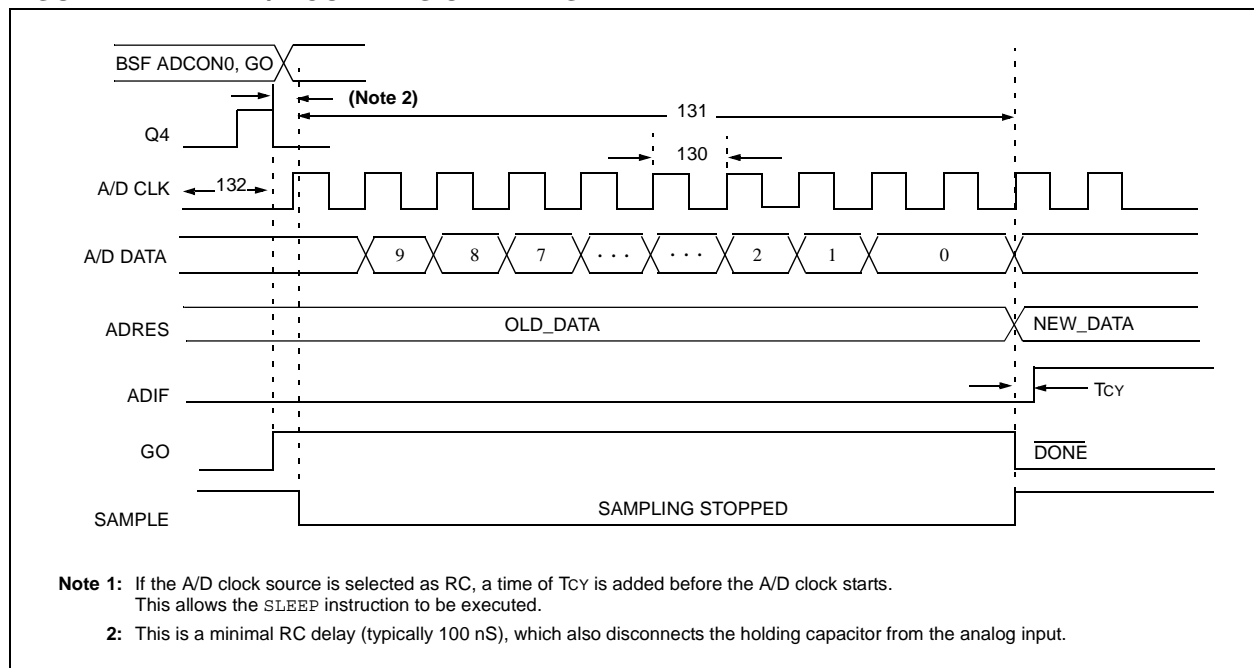 BSF ADCON0, GO
(Note 2)
131
Q4
130
A/D CLK
132
A/D DATA
9 8 7 . . . . . . 2 1 0
ADRES
OLD_DATA
NEW_DATA
ADIF
TCY
GO
DONE
SAMPLE
SAMPLING STOPPED
Note 1: If the A/D clock source is selected as RC, a time of TCY is added before the A/D clock starts.
This allows the SLEEP instruction to be executed.
2: This is a minimal RC delay (typically 100 nS), which also disconnects the holding capacitor from the analog input.